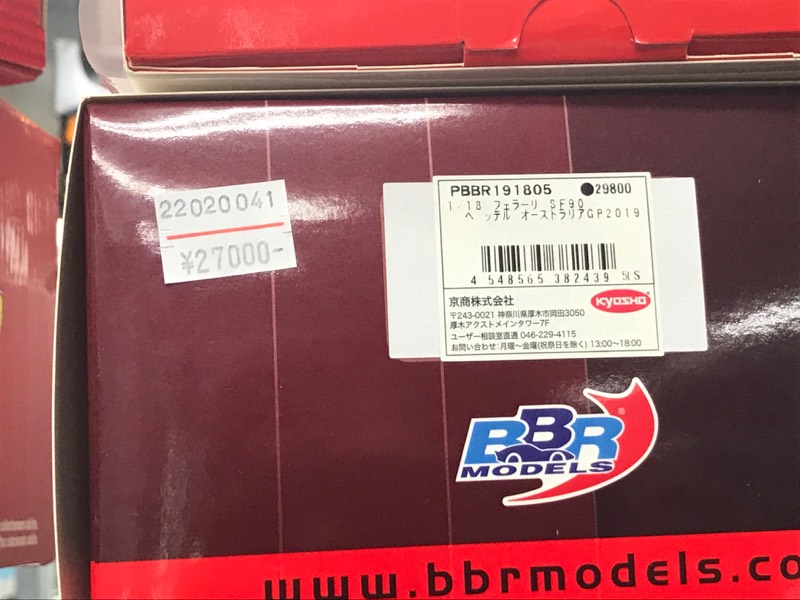 22020041
¥27000-
PBBR191805 ●29800
1/18 フェラーリ SF90
ベッテル オーストラリアGP2019
4 548565 382439 5LS
京商株式会社
KYOSHO
〒243-0021 神奈川県厚木市岡田3050
厚木アクストメインタワー7F
ユーザー相談室直通 046-229-4115
お問い合わせ：月曜～金曜(祝祭日を除く) 13:00～18:00
BBR®
MODELS
www.bbrmodels.co